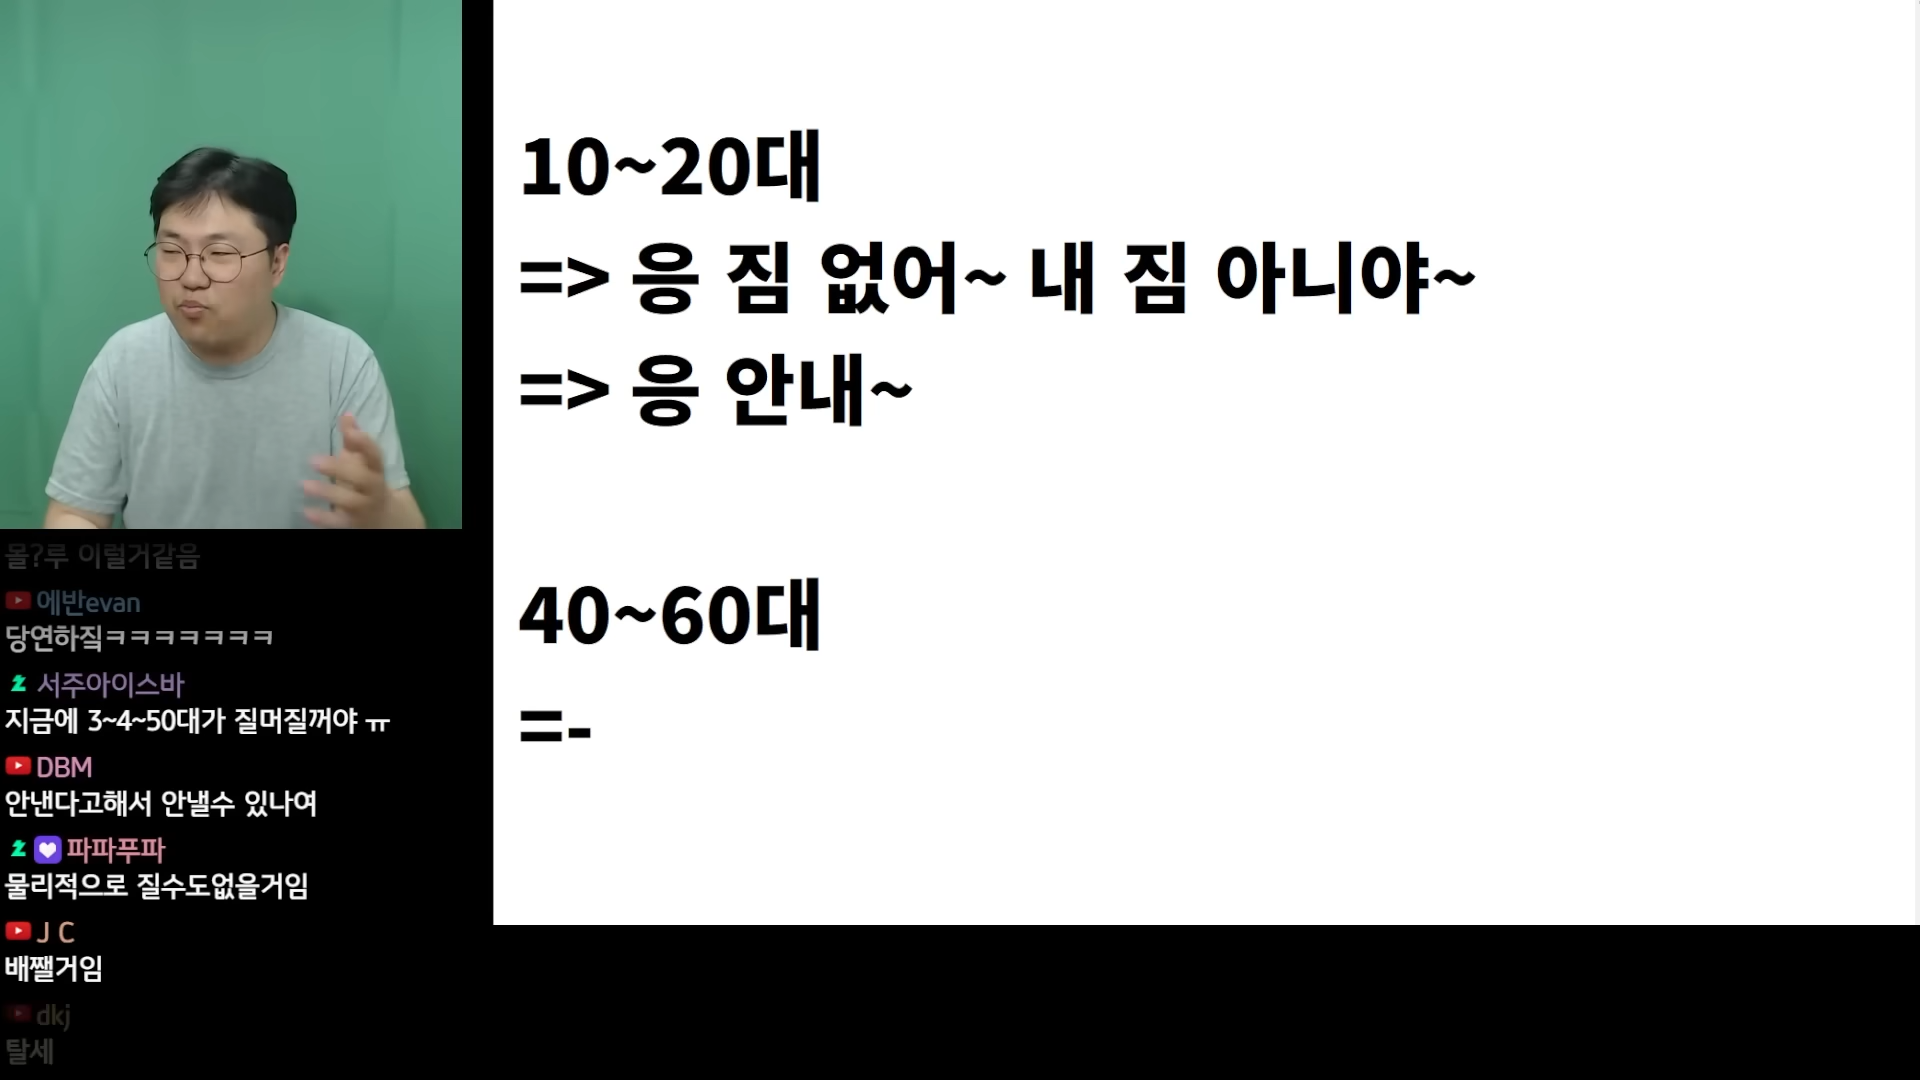 10~20대
=> 응 짐 없어~ 내 짐 아니야~
=> 응 안내~
40~60대
=-
몰?루 이럴거같음
에반evan
당연하짘ㅋㅋㅋㅋㅋㅋㅋ
서주아이스바
지금에 3~4~50대가 질머질꺼야 ㅠ
DBM
안낸다고해서 안낼수 있나여
파파푸파
물리적으로 질수도없을거임
J C
배쨀거임
dkj
탈세